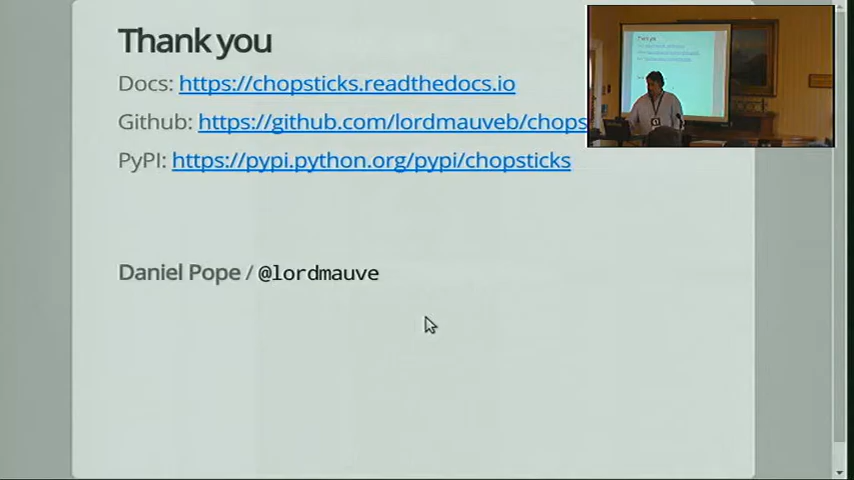 Thank you
Docs: https://chopsticks.readthedocs.io
Github: https://github.com/lordmauveb/chops
PyPI: https://pypi.python.org/pypi/chopsticks
Daniel Pope / @lordmauve